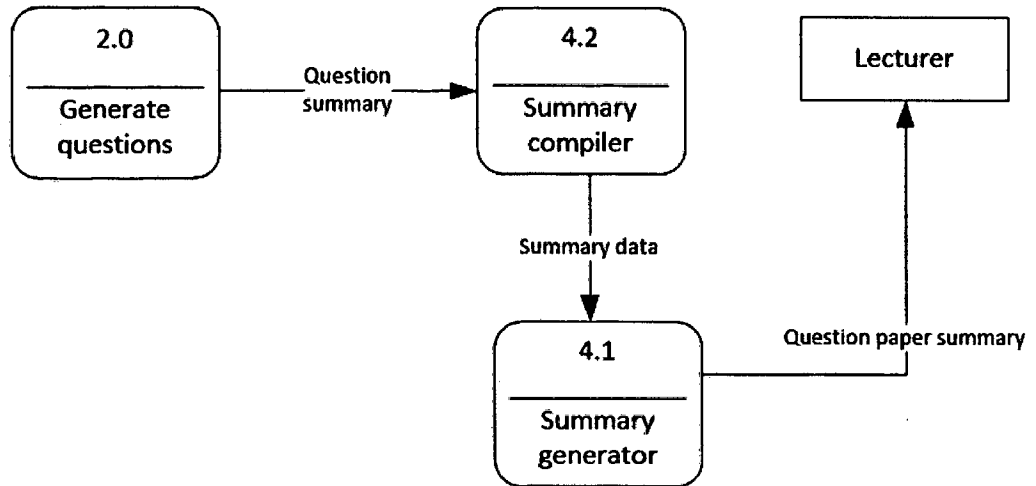 2.0
Generate
questions
Question
summary
4.2
Summary
compiler
Lecturer
Summary data
4.1
Summary
generator
Question paper summary